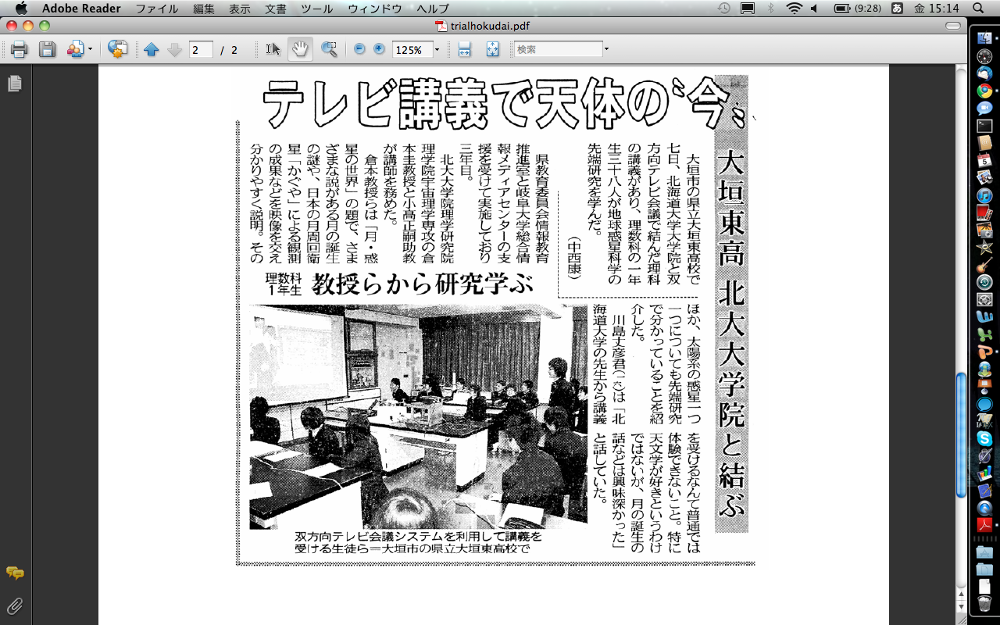 Adobe Reader ファイル 編集 表示 文書 ツール ウィンドウ ヘルプ (9:28) あ 金 15:14
trialhokudai.pdf
2 / 2 125% 検索
テレビ講義で天体の〝今〟
大垣東高 北大大学院と結ぶ
大垣市の県立大垣東高校で
七日、北海道大学大学院と双
方向テレビ会議で結んだ理科
の講義があり、理数科の一年
生三十八人が地球惑星科学の
先端研究を学んだ。
(中西康)
県教育委員会情報教育
推進室と岐阜大学総合情
報メディアセンターの支
援を受けて実施しており
三年目。
北大大学院理学研究院
理学院宇宙理学専攻の倉
本圭教授と小高正嗣助教
が講師を務めた。
倉本教授らは「月・惑
星の世界」の題で、さま
ざまな説がある月の誕生
の謎や、日本の月周回衛
星「かぐや」による観測
の成果などを映像を交え
分かりやすく説明。その
理数科
1年生
教授らから研究学ぶ
ほか、太陽系の惑星一つ
一つについても先端研究
で分かっていることを紹
介した。
川島丈彦君は「北
海道大学の先生から講義
を受けるなんて普通では
体験できないこと。特に
天文学が好きというわけ
ではないが、月の誕生の
話などは興味深かった」
と話していた。
双方向テレビ会議システムを利用して講義を
受ける生徒ら＝大垣市の県立大垣東高校で